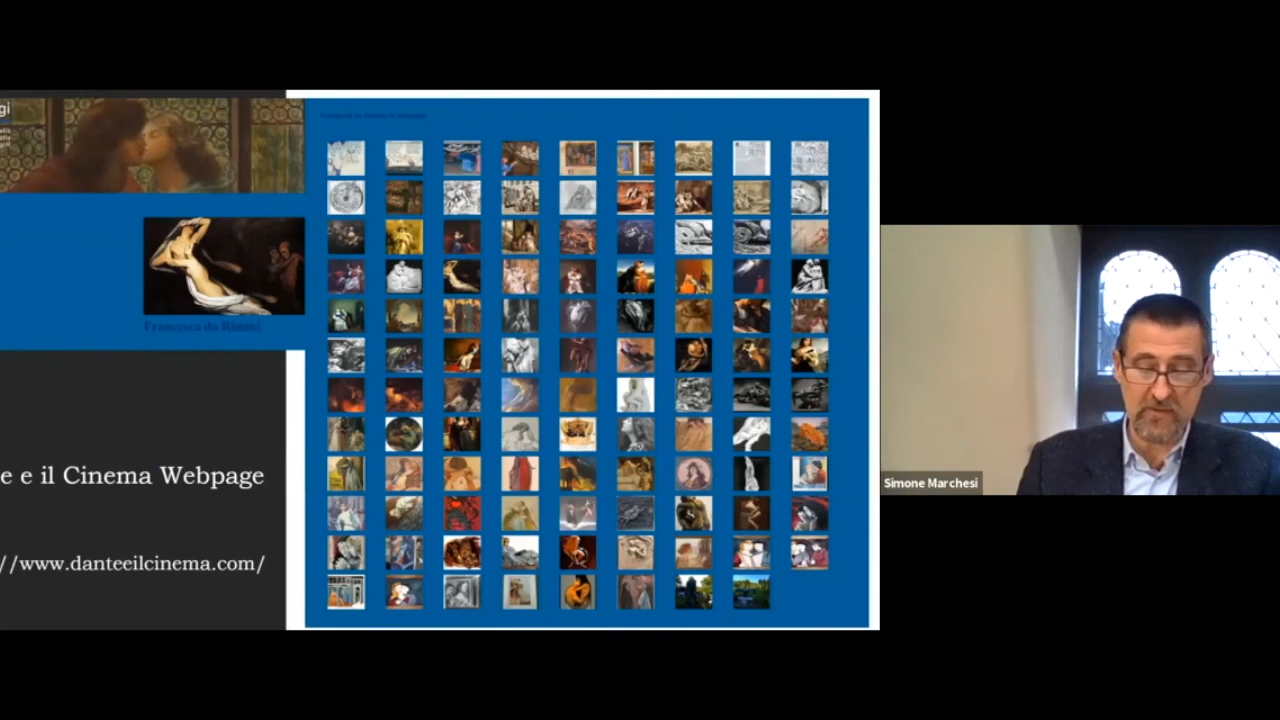 gi
Francesca da Rimini
e e il Cinema Webpage
//www.danteeilcinema.com/
Simone Marchesi